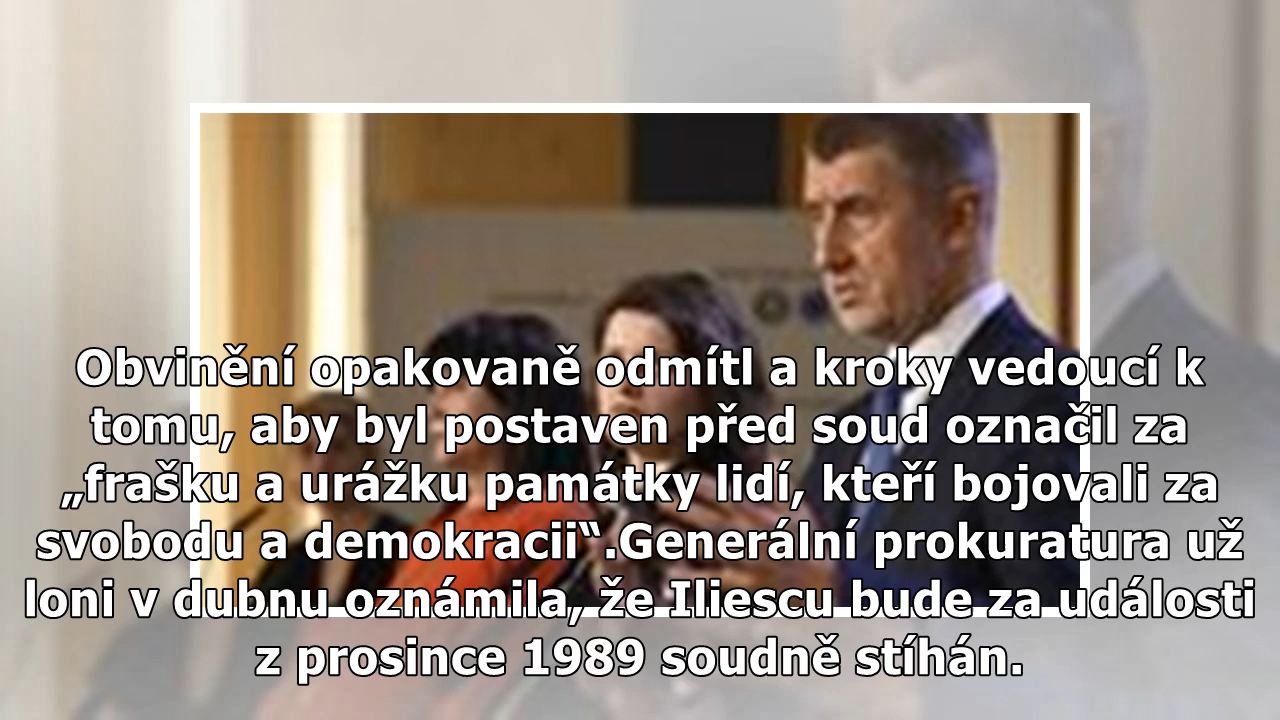 Obvinění opakovaně odmítl a kroky vedoucí k
tomu, aby byl postaven před soud označil za
„frašku a urážku památky lidí, kteří bojovali za
svobodu a demokracii“.Generální prokuratura už
loni v dubnu oznámila, že Iliescu bude za události
z prosince 1989 soudně stíhán.